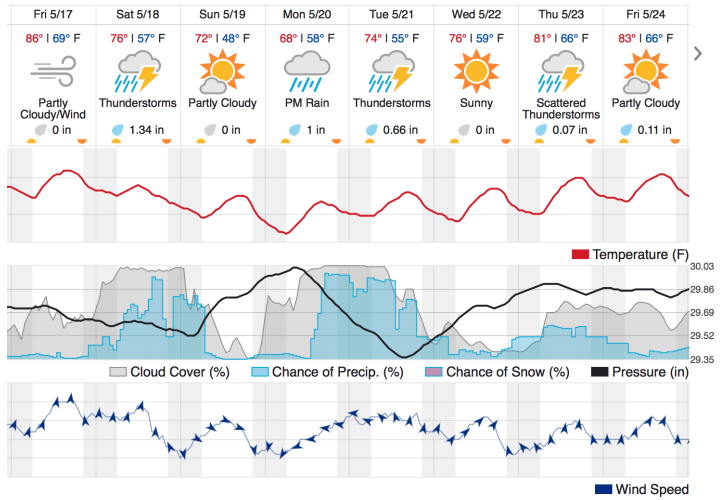 Fri 5/17 Sat 5/18 Sun 5/19 Mon 5/20 Tue 5/21 Wed 5/22 Thu 5/23 Fri 5/24
86° | 69° F 76° | 57° F 72° | 48° F 68° | 58° F 74° | 55° F 76° | 59° F 81° | 66° F 83° | 66° F
Partly Cloudy/Wind Thunderstorms Partly Cloudy PM Rain Thunderstorms Sunny Scattered Thunderstorms Partly Cloudy
0 in 1.34 in 0 in 1 in 0.66 in 0 in 0.07 in 0.11 in
Temperature (F)
30.03
29.86
29.69
29.52
29.35
Cloud Cover (%) Chance of Precip. (%) Chance of Snow (%) Pressure (in)
Wind Speed